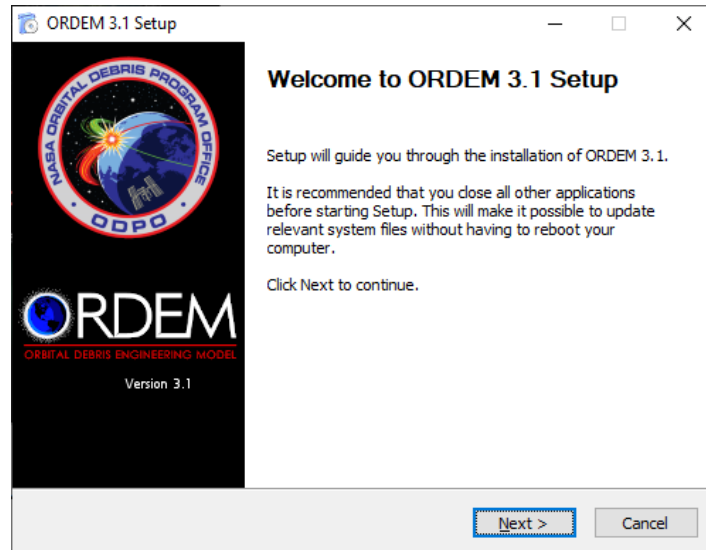 ORDEM 3.1 Setup
NASA ORBITAL DEBRIS PROGRAM OFFICE
ODPO
ORDEM
ORBITAL DEBRIS ENGINEERING MODEL
Version 3.1
Welcome to ORDEM 3.1 Setup
Setup will guide you through the installation of ORDEM 3.1.
It is recommended that you close all other applications
before starting Setup. This will make it possible to update
relevant system files without having to reboot your
computer.
Click Next to continue.
Next >
Cancel